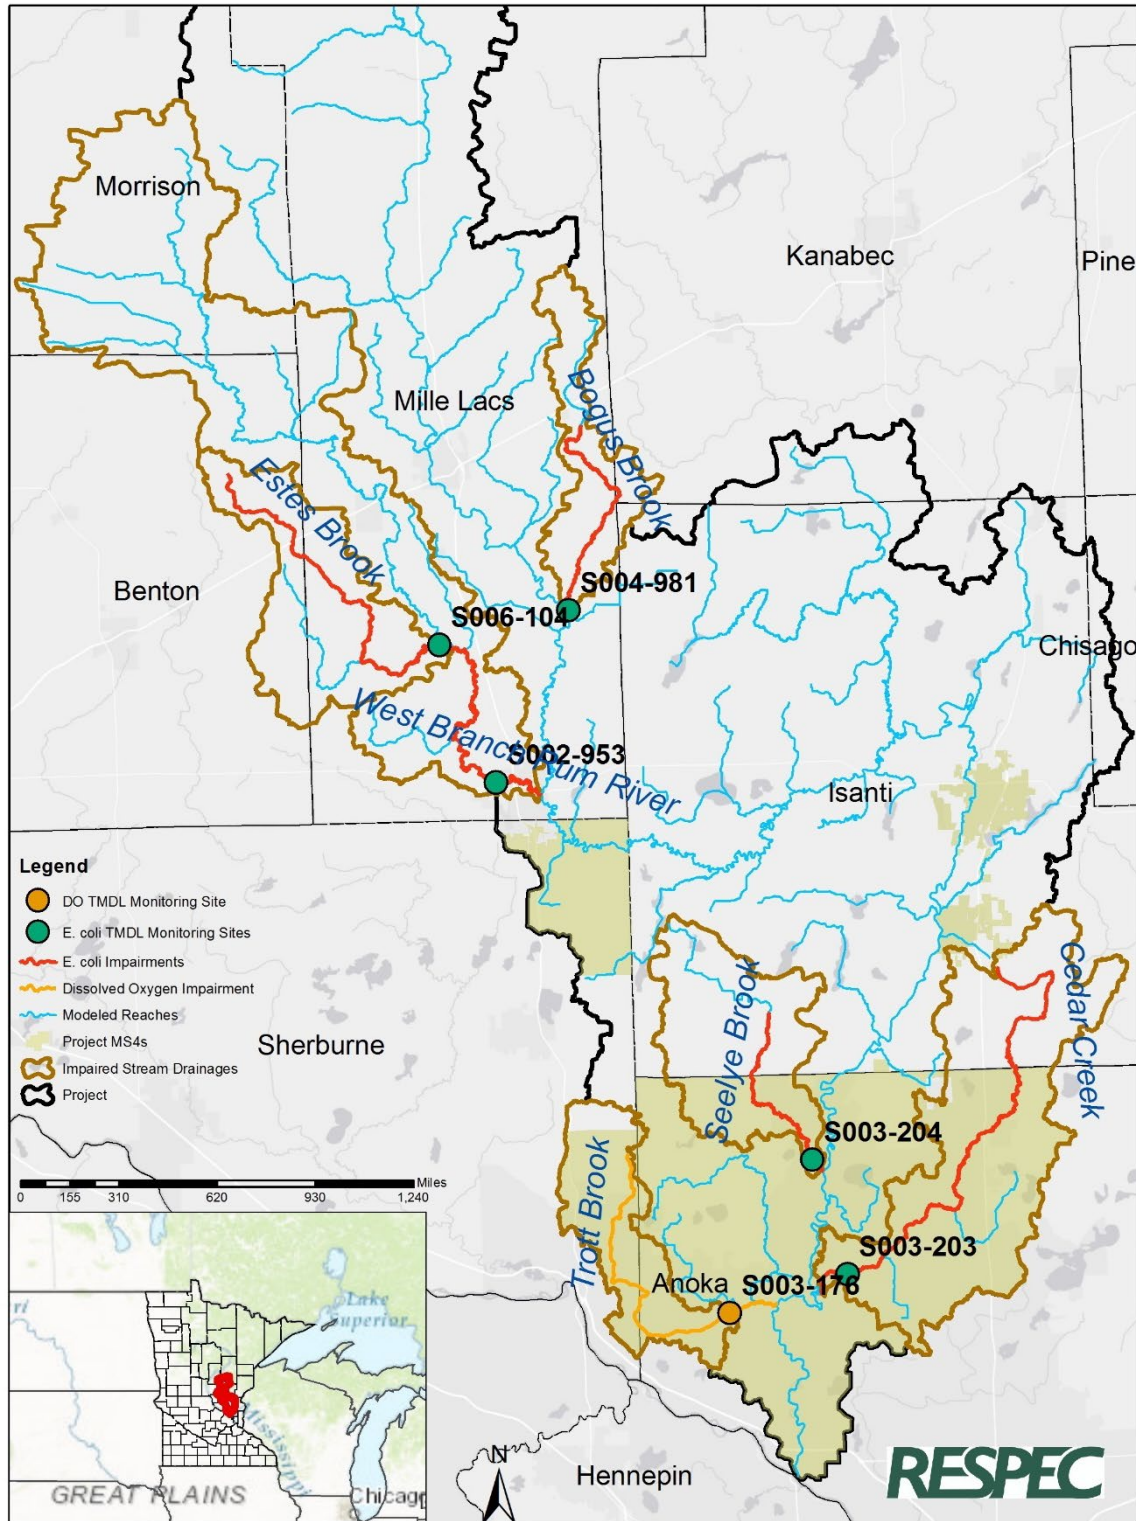 Morrison
Kanabec
Pine
Mille Lacs
Bogus Brook
Estes Brook
Benton
S004-981
S006-104
Chisago
West Branch Rum River
S002-953
Isanti
Legend
DO TMDL Monitoring Site
E. coli TMDL Monitoring Sites
E. coli Impairments
Dissolved Oxygen Impairment
Modeled Reaches
Project MS4s
Impaired Stream Drainages
Project
Sherburne
Seelye Brook
Cedar Creek
S003-204
Miles
0 155 310 620 930 1,240
Trott Brook
S003-203
Anoka
S003-176
Lake
Superior
Mississippi
GREAT PLAINS
Chicago
N
Hennepin
RESPEC